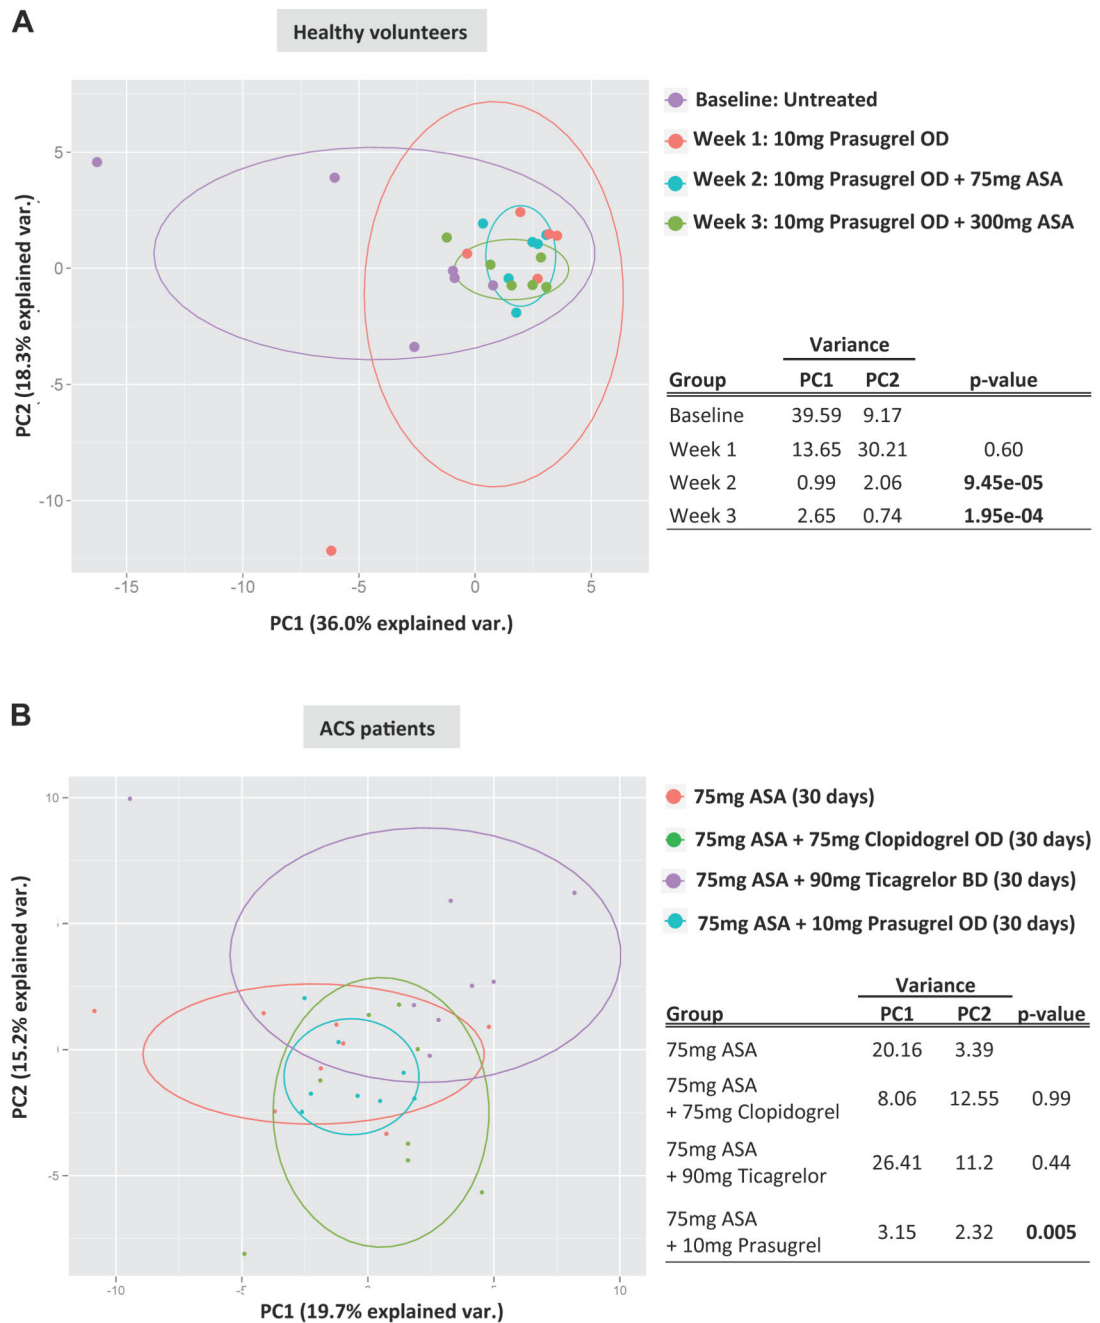 A
Healthy volunteers
5
0
-5
-10
-15
-10
-5
0
5
PC2 (18.3% explained var.)
PC1 (36.0% explained var.)
Baseline: Untreated
Week 1: 10mg Prasugrel OD
Week 2: 10mg Prasugrel OD + 75mg ASA
Week 3: 10mg Prasugrel OD + 300mg ASA
Variance
Group PC1 PC2 p-value
Baseline 39.59 9.17
Week 1 13.65 30.21 0.60
Week 2 0.99 2.06 9.45e-05
Week 3 2.65 0.74 1.95e-04
B
ACS patients
10
-5
-10
10
PC2 (15.2% explained var.)
PC1 (19.7% explained var.)
75mg ASA (30 days)
75mg ASA + 75mg Clopidogrel OD (30 days)
75mg ASA + 90mg Ticagrelor BD (30 days)
75mg ASA + 10mg Prasugrel OD (30 days)
Variance
Group PC1 PC2 p-value
75mg ASA 20.16 3.39
75mg ASA
+ 75mg Clopidogrel 8.06 12.55 0.99
75mg ASA
+ 90mg Ticagrelor 26.41 11.2 0.44
75mg ASA
+ 10mg Prasugrel 3.15 2.32 0.005